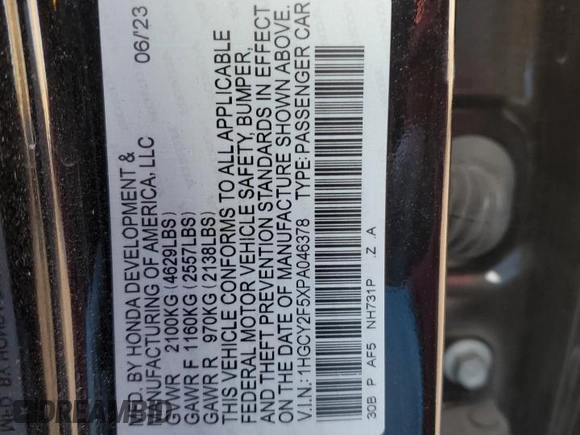 MFD. BY HONDA DEVELOPMENT & 06/'23
MANUFACTURING OF AMERICA, LLC
GVWR 2100KG (4629LBS)
GAWR F 1160KG (2557LBS)
GAWR R 970KG (2138LBS)
THIS VEHICLE CONFORMS TO ALL APPLICABLE
FEDERAL MOTOR VEHICLE SAFETY, BUMPER,
AND THEFT PREVENTION STANDARDS IN EFFECT
ON THE DATE OF MANUFACTURE SHOWN ABOVE.
V.I.N.:1HGCY2F5XPA046378 TYPE:PASSENGER CAR
30B P AF5 NH731P .Z .A
DREAMBID